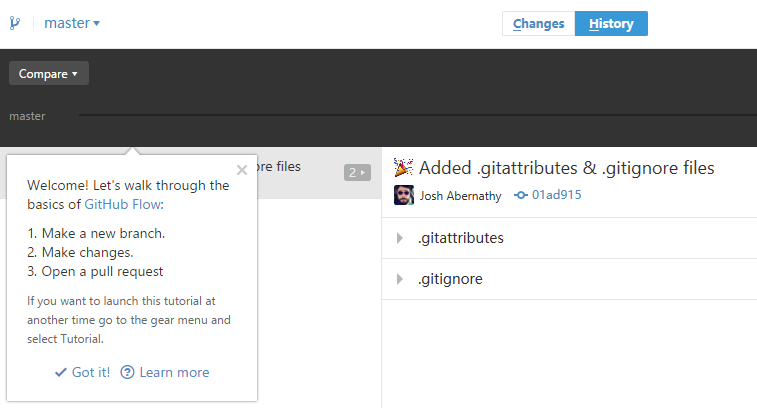 master
Changes
History
Compare
master
ore files
2
Welcome! Let's walk through the
basics of GitHub Flow:
1. Make a new branch.
2. Make changes.
3. Open a pull request
If you want to launch this tutorial at
another time go to the gear menu and
select Tutorial.
Got it!
Learn more
Added .gitattributes & .gitignore files
Josh Abernathy
01ad915
.gitattributes
.gitignore